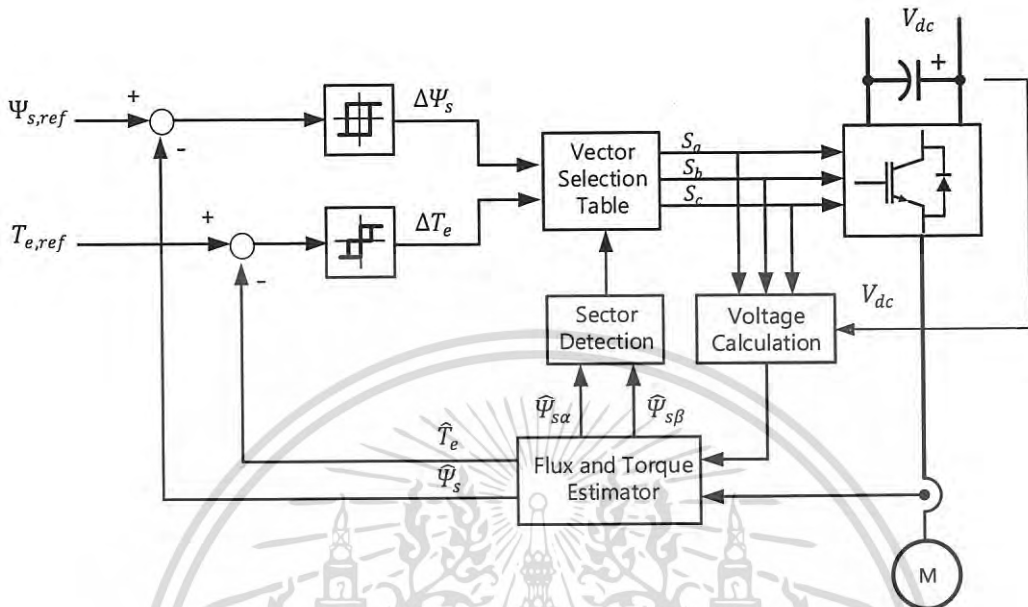 V_dc
+
Ψ_s,ref
+
-
ΔΨ_s
Vector
Selection
Table
S_a
S_b
S_c
T_e,ref
+
-
ΔT_e
Sector
Detection
Voltage
Calculation
V_dc
Ψ̂_sα
Ψ̂_sβ
T̂_e
Ψ̂_s
Flux and Torque
Estimator
M